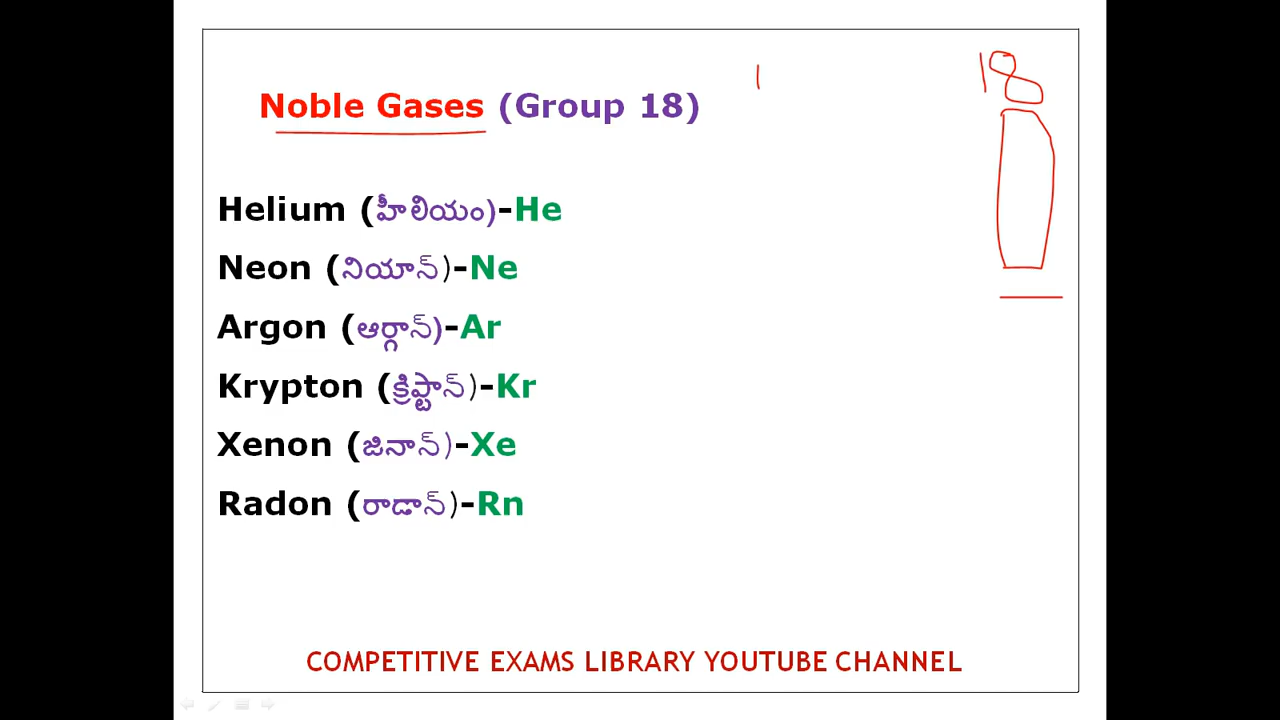 Noble Gases (Group 18)
18
Helium (హీలియం)-He
Neon (నియాన్)-Ne
Argon (ఆర్గాన్)-Ar
Krypton (క్రిప్టాన్)-Kr
Xenon (జినాన్)-Xe
Radon (రాడాన్)-Rn
COMPETITIVE EXAMS LIBRARY YOUTUBE CHANNEL